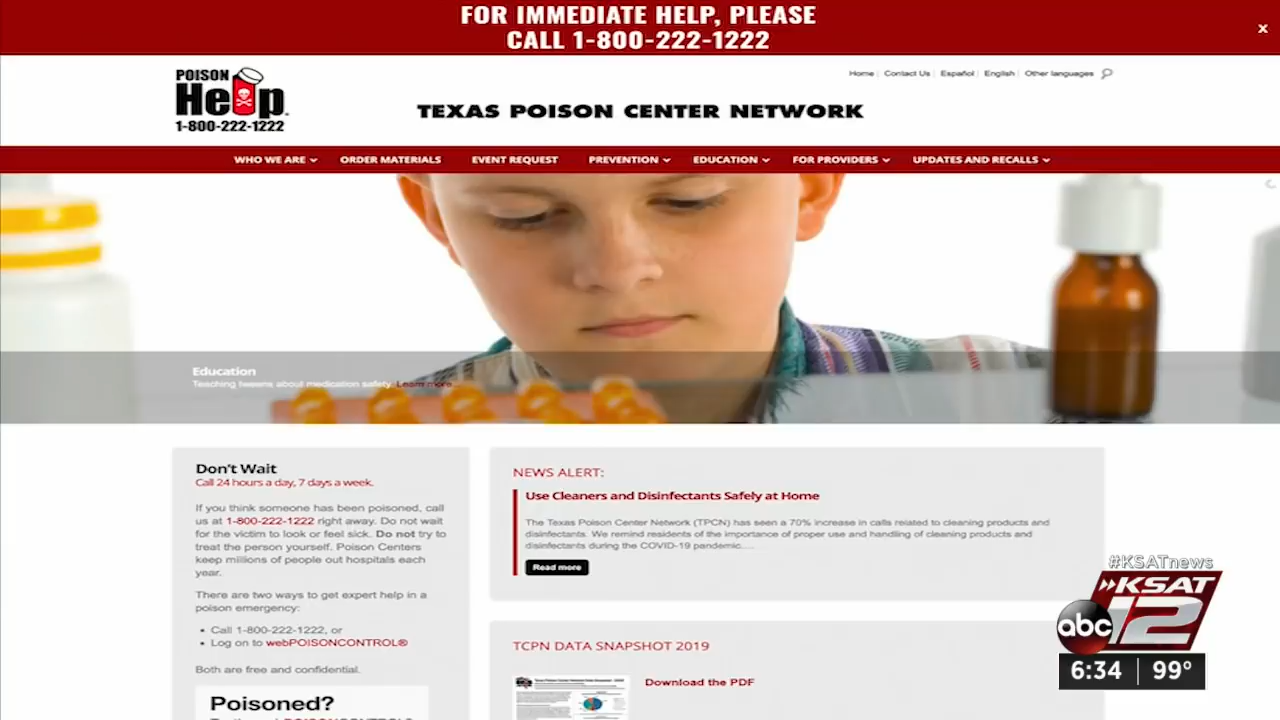 FOR IMMEDIATE HELP, PLEASE
CALL 1-800-222-1222
x
POISON
Help
1-800-222-1222
Home Contact Us Español English Other languages
TEXAS POISON CENTER NETWORK
WHO WE ARE ORDER MATERIALS EVENT REQUEST PREVENTION EDUCATION FOR PROVIDERS UPDATES AND RECALLS
Education
Teaching tweens about medication safety. Learn more...
Don't Wait
Call 24 hours a day, 7 days a week.
If you think someone has been poisoned, call
us at 1-800-222-1222 right away. Do not wait
for the victim to look or feel sick. Do not try to
treat the person yourself. Poison Centers
keep millions of people out hospitals each
year.
There are two ways to get expert help in a
poison emergency:
• Call 1-800-222-1222, or
• Log on to webPOISONCONTROL®
Both are free and confidential.
Poisoned?
NEWS ALERT:
Use Cleaners and Disinfectants Safely at Home
The Texas Poison Center Network (TPCN) has seen a 70% increase in calls related to cleaning products and
disinfectants. We remind residents of the importance of proper use and handling of cleaning products and
disinfectants during the COVID-19 pandemic....
Read more
TCPN DATA SNAPSHOT 2019
Download the PDF
#KSATnews
KSAT
abc 12
6:34 99°